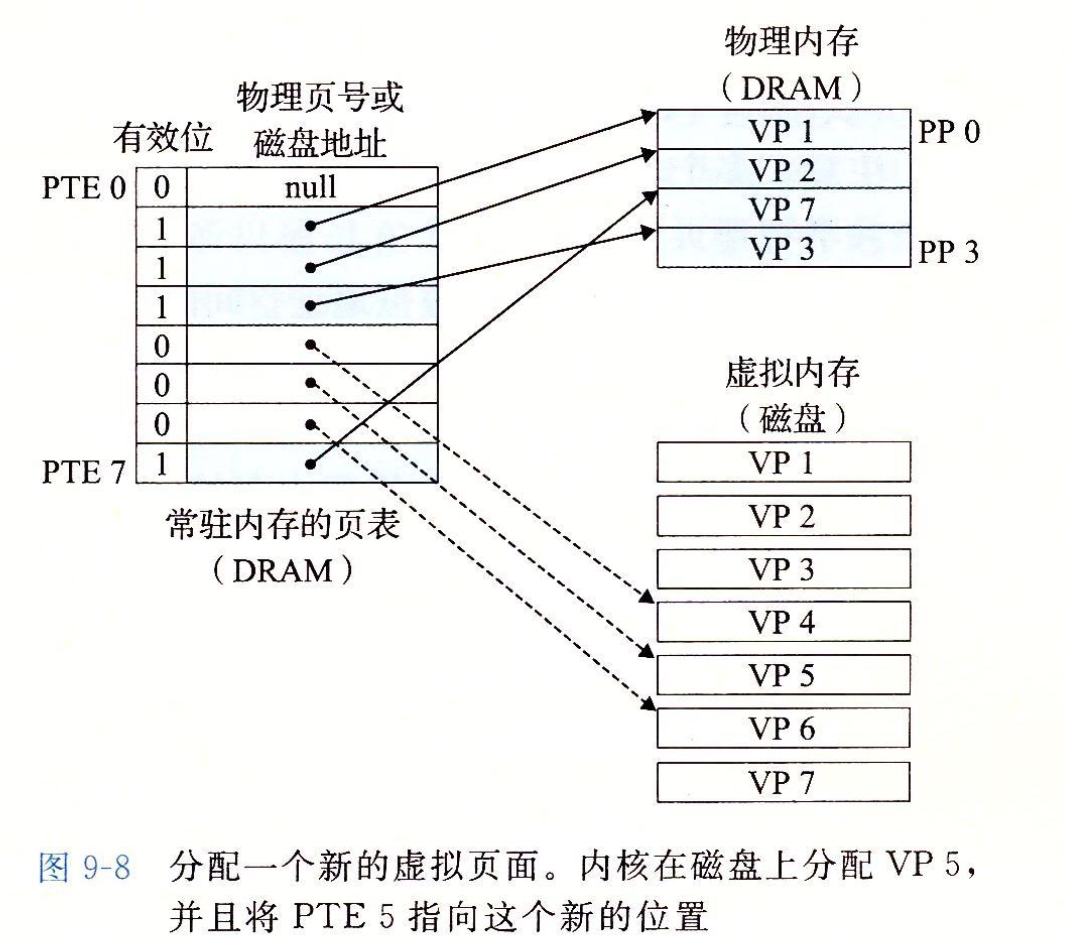 物理内存
（DRAM）
物理页号或
磁盘地址
有效位
PTE 0 0 null
1
1
1
0
0
0
PTE 7 1
常驻内存的页表
（DRAM）
VP 1 PP 0
VP 2
VP 7
VP 3 PP 3
虚拟内存
（磁盘）
VP 1
VP 2
VP 3
VP 4
VP 5
VP 6
VP 7
图 9-8 分配一个新的虚拟页面。内核在磁盘上分配 VP 5，
并且将 PTE 5 指向这个新的位置